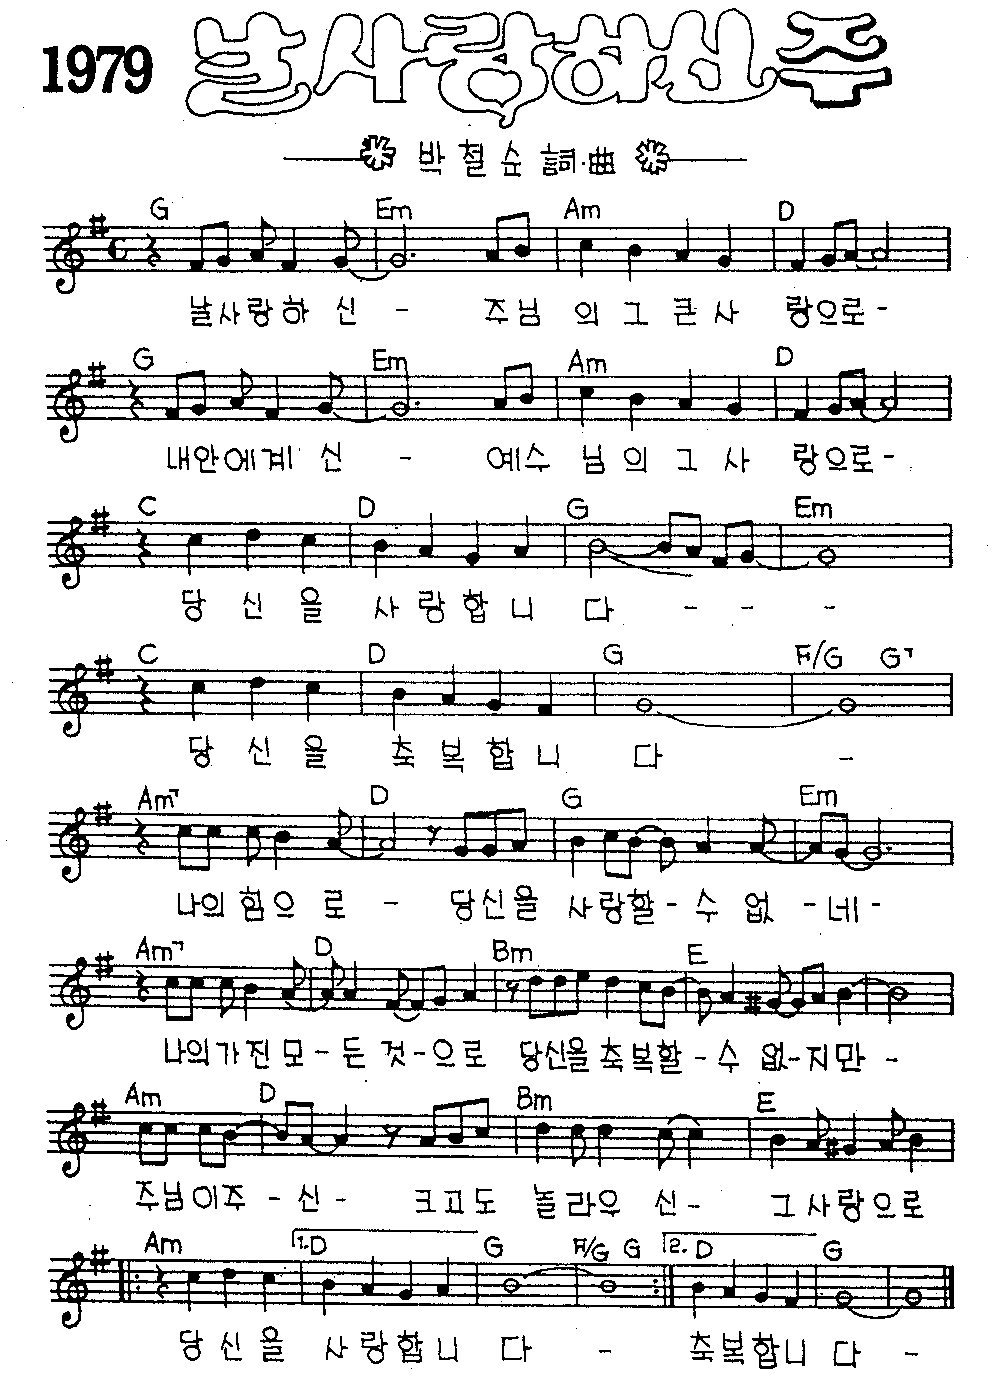 1979 날 사랑하신 주
박철순 詞·曲
G Em Am D
날사랑하 신 - 주님 의 그 큰 사 랑으로-
G Em Am D
내안에계 신 - 예수 님 의 그 사 랑으로-
C D G Em
당 신 을 사 랑 합 니 다 - - -
C D G F/G G7
당 신 을 축 복 합 니 다 -
Am7 D G Em
나의힘으 로 - 당신을 사랑할- 수 없 -네-
Am7 D Bm E
나의가진 모-든 것-으로 당신을축복할-수 없-지만 -
Am D Bm E
주님이주 -신- 크고도 놀라우 신- 그사랑으로
Am 1. D G F/G G 2. D G
당 신 을 사 랑합 니 다 - 축복합니 다 -